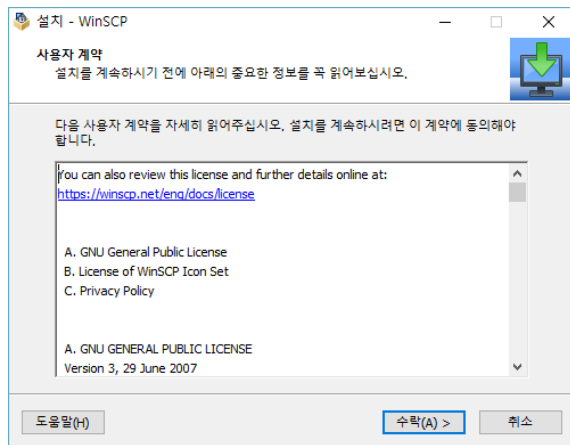 설치 - WinSCP
사용자 계약
설치를 계속하시기 전에 아래의 중요한 정보를 꼭 읽어보십시오.
다음 사용자 계약을 자세히 읽어주십시오. 설치를 계속하시려면 이 계약에 동의해야
합니다.
You can also review this license and further details online at:
https://winscp.net/eng/docs/license
A. GNU General Public License
B. License of WinSCP Icon Set
C. Privacy Policy
A. GNU GENERAL PUBLIC LICENSE
Version 3, 29 June 2007
도움말(H)
수락(A) >
취소